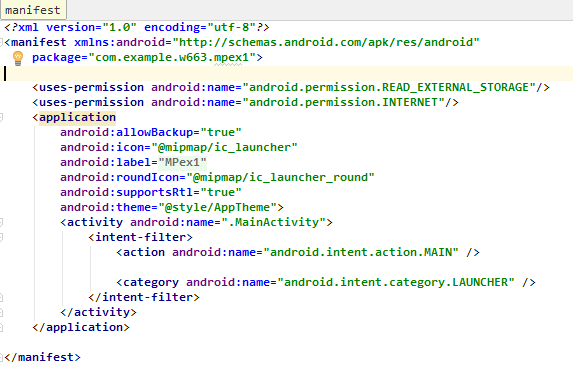 manifest
<?xml version="1.0" encoding="utf-8"?>
<manifest xmlns:android="http://schemas.android.com/apk/res/android"
    package="com.example.w663.mpex1">
    <uses-permission android:name="android.permission.READ_EXTERNAL_STORAGE"/>
    <uses-permission android:name="android.permission.INTERNET"/>
    <application
        android:allowBackup="true"
        android:icon="@mipmap/ic_launcher"
        android:label="MPex1"
        android:roundIcon="@mipmap/ic_launcher_round"
        android:supportsRtl="true"
        android:theme="@style/AppTheme">
        <activity android:name=".MainActivity">
            <intent-filter>
                <action android:name="android.intent.action.MAIN" />
                <category android:name="android.intent.category.LAUNCHER" />
            </intent-filter>
        </activity>
    </application>
</manifest>